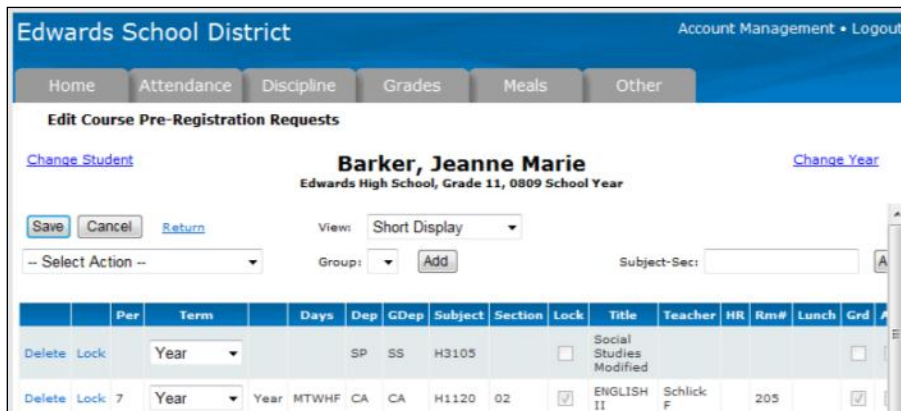 Edwards School District
Account Management • Logout
Home Attendance Discipline Grades Meals Other
Edit Course Pre-Registration Requests
Change Student
Barker, Jeanne Marie
Change Year
Edwards High School, Grade 11, 0809 School Year
Save Cancel Return View: Short Display
-- Select Action -- Group: Add Subject-Sec: A
Per Term Days Dep GDep Subject Section Lock Title Teacher HR Rm# Lunch Grd A
Delete Lock Year SP SS H3105 Social
Studies
Modified
Delete Lock 7 Year Year MTWHF CA CA H1120 02 ENGLISH Schlick 205
II F